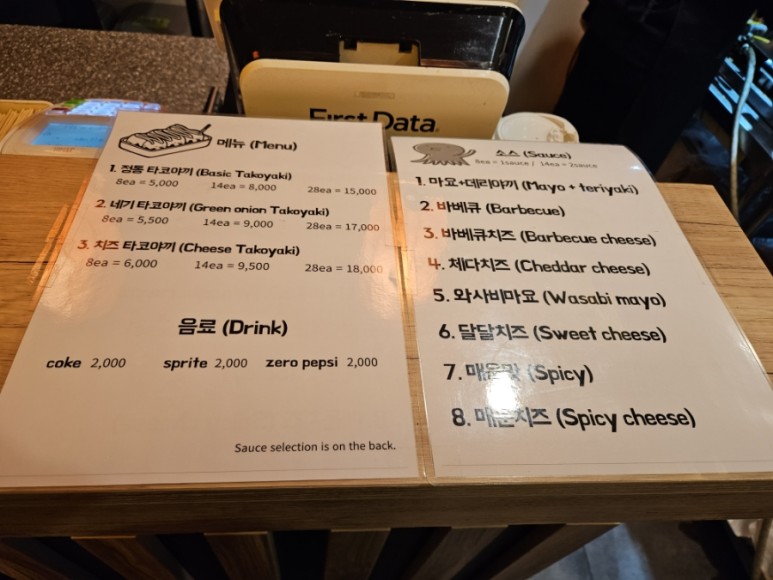 First Data
메뉴 (Menu)
1. 정통 타코야끼 (Basic Takoyaki)
8ea = 5,000 14ea = 8,000 28ea = 15,000
2. 네기 타코야끼 (Green onion Takoyaki)
8ea = 5,500 14ea = 9,000 28ea = 17,000
3. 치즈 타코야끼 (Cheese Takoyaki)
8ea = 6,000 14ea = 9,500 28ea = 18,000
음료 (Drink)
coke 2,000 sprite 2,000 zero pepsi 2,000
Sauce selection is on the back.
소스 (Sauce)
8ea = 1sauce / 14ea = 2sauce
1. 마요+데리야끼 (Mayo + teriyaki)
2. 바베큐 (Barbecue)
3. 바베큐치즈 (Barbecue cheese)
4. 체다치즈 (Cheddar cheese)
5. 와사비마요 (Wasabi mayo)
6. 달달치즈 (Sweet cheese)
7. 매운맛 (Spicy)
8. 매운치즈 (Spicy cheese)